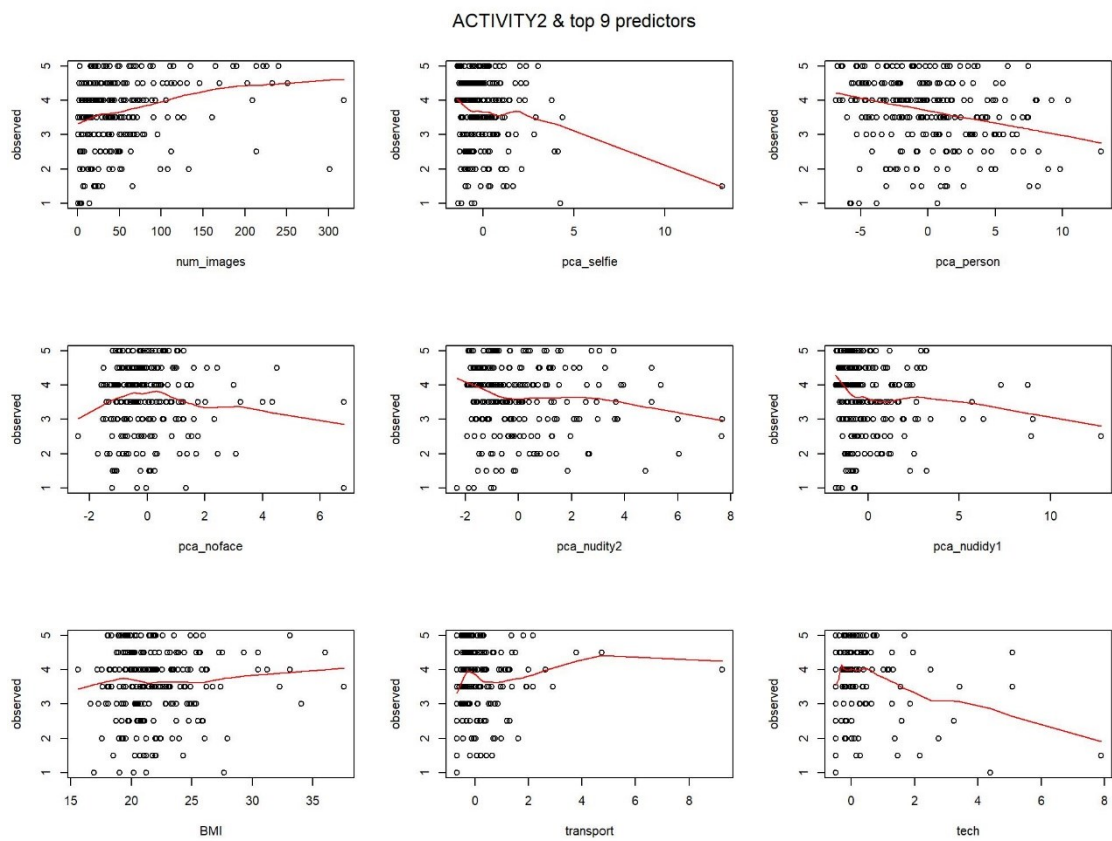 ACTIVITY2 & top 9 predictors
observed
1 2 3 4 5
0 50 100 150 200 250 300
num_images
observed
1 2 3 4 5
0 5 10
pca_selfie
observed
1 2 3 4 5
-5 0 5 10
pca_person
observed
1 2 3 4 5
-2 0 2 4 6
pca_noface
observed
1 2 3 4 5
-2 0 2 4 6 8
pca_nudity2
observed
1 2 3 4 5
0 5 10
pca_nudidy1
observed
1 2 3 4 5
15 20 25 30 35
BMI
observed
1 2 3 4 5
0 2 4 6 8
transport
observed
1 2 3 4 5
0 2 4 6 8
tech